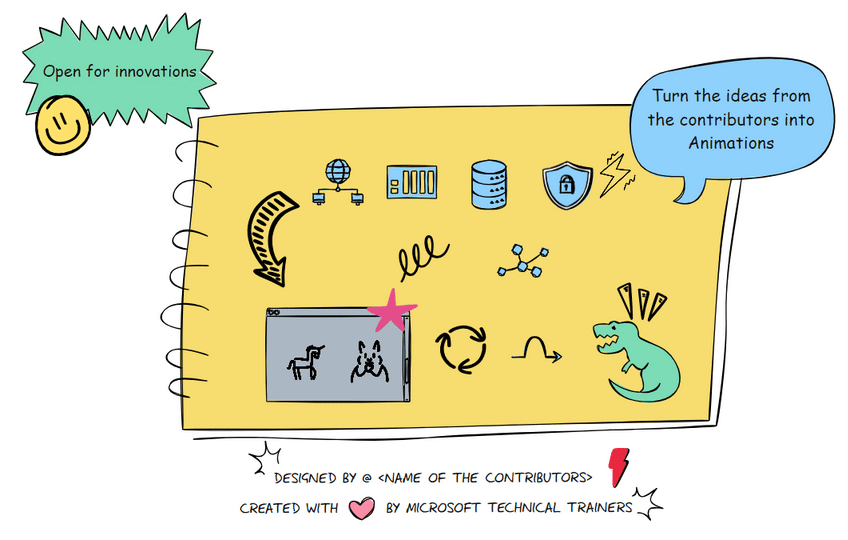 Open for innovations
Turn the ideas from
the contributors into
Animations
DESIGNED BY @ <NAME OF THE CONTRIBUTORS>
CREATED WITH BY MICROSOFT TECHNICAL TRAINERS